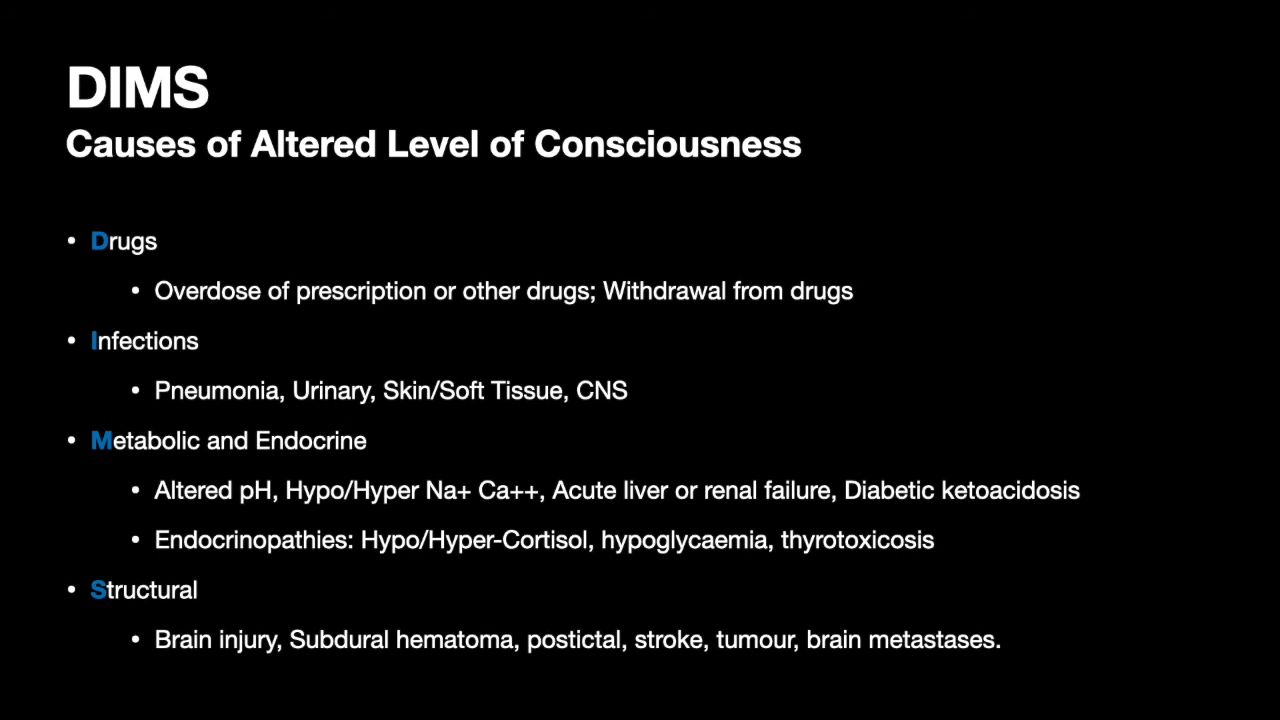 DIMS
Causes of Altered Level of Consciousness
• Drugs
• Overdose of prescription or other drugs; Withdrawal from drugs
• Infections
• Pneumonia, Urinary, Skin/Soft Tissue, CNS
• Metabolic and Endocrine
• Altered pH, Hypo/Hyper Na+ Ca++, Acute liver or renal failure, Diabetic ketoacidosis
• Endocrinopathies: Hypo/Hyper-Cortisol, hypoglycaemia, thyrotoxicosis
• Structural
• Brain injury, Subdural hematoma, postictal, stroke, tumour, brain metastases.